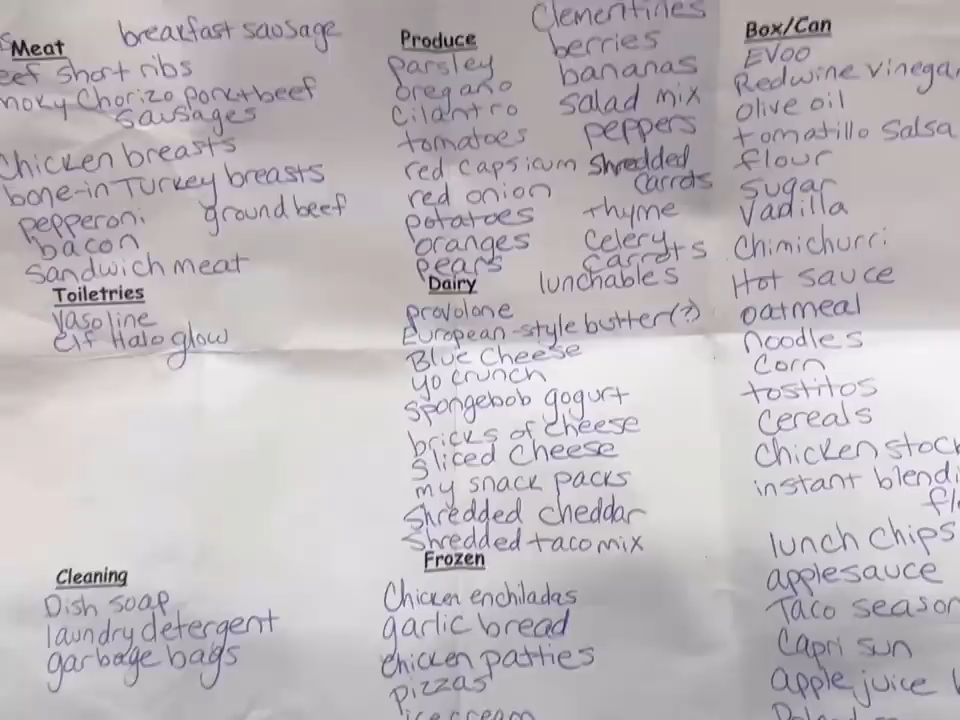 Meat
breakfast sausage
eef short ribs
moky Chorizo pork+beef
sausages
Chicken breasts
bone-in Turkey breasts
pepperoni
ground beef
bacon
sandwich meat
Toiletries
Vasoline
elf Halo glow
Cleaning
Dish soap
laundry detergent
garbage bags
Produce
parsley
oregano
Cilantro
tomatoes
red capsicum
red onion
potatoes
oranges
pears
Clementines
berries
bananas
salad mix
peppers
Shredded
carrots
thyme
Celery
carrots
lunchables
Dairy
provolone
European-style butter(?)
Blue Cheese
yo crunch
spongebob gogurt
bricks of cheese
Sliced Cheese
my snack packs
Shredded cheddar
Shredded taco mix
Frozen
Chicken enchiladas
garlic bread
chicken patties
pizzas
ice cream
Box/Can
EVOO
Redwine vinegar
olive oil
tomatillo salsa
flour
sugar
Vadilla
Chimichurri
Hot sauce
oatmeal
noodles
Corn
tostitos
Cereals
Chicken stock
instant blendi
fl
lunch chips
applesauce
Taco season
Capri sun
apple juice